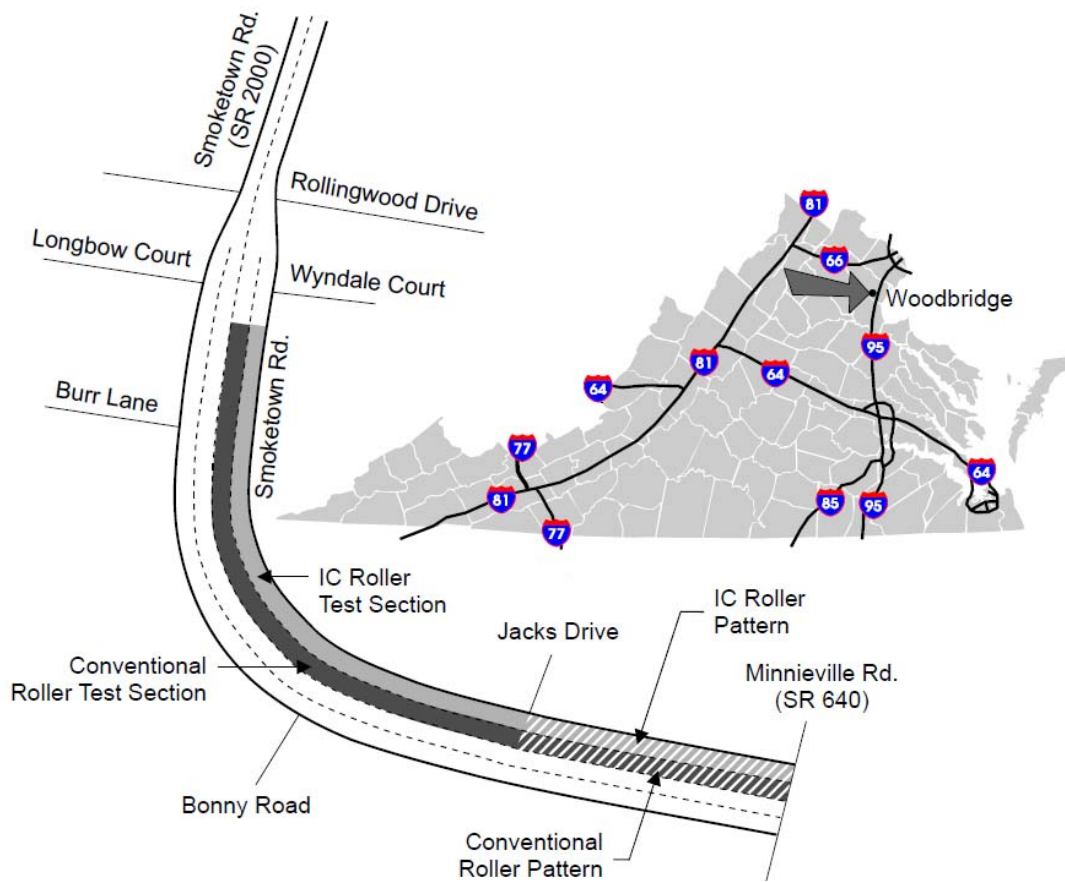 Smoketown Rd.
(SR 2000)
Rollingwood Drive
Longbow Court
Wyndale Court
Burr Lane
Smoketown Rd.
IC Roller
Test Section
Conventional
Roller Test Section
Bonny Road
Jacks Drive
IC Roller
Pattern
Minnieville Rd.
(SR 640)
Conventional
Roller Pattern
81
66
Woodbridge
95
81
64
64
77
64
81
85
95
77